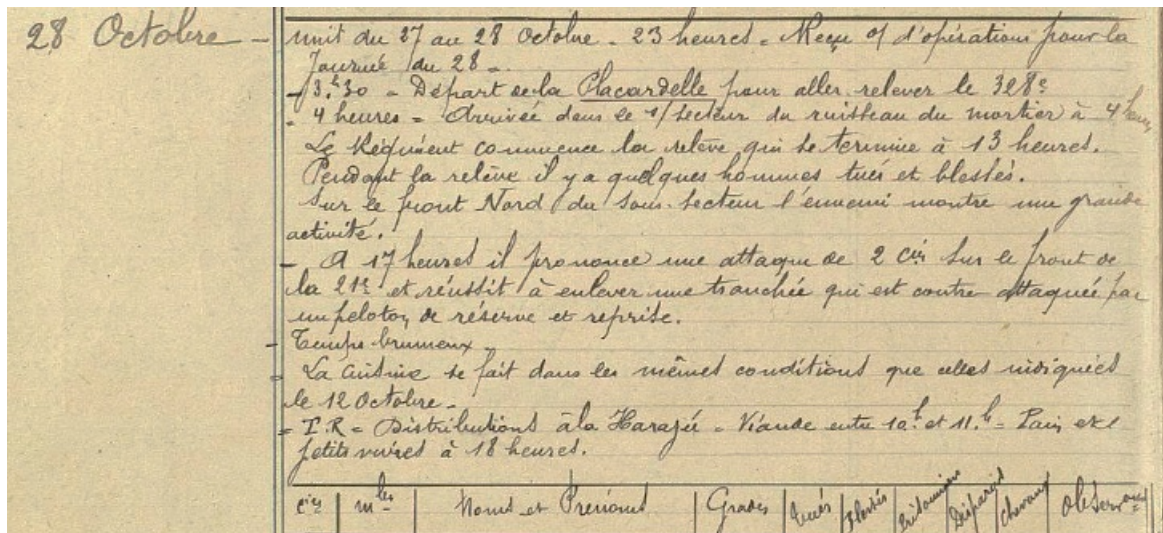 28 Octobre -
nuit du 27 au 28 Octobre - 23 heures = Reçu of d'opérations pour la
Journée du 28 -
- 3h30 = Départ de la Placardelle pour aller relever le 328e
- 4 heures = Arrivée dans le s/secteur du ruisseau du mortier à 4 heures
Le Régiment commence la relève qui se termine à 13 heures.
Pendant la relève il y a quelques hommes tués et blessés.
Sur le front Nord du Sous-Secteur l'ennemi montre une grande
activité.
- A 17 heures il prononce une attaque de 2 Cies sur le front de
la 21e et réussit à enlever une tranchée qui est contre attaquée par
un peloton de réserve et reprise.
- Temps brumeux -
- La cuisine se fait dans les mêmes conditions que celles indiquées
le 12 Octobre -
- T.R = Distributions à la Harazée = Viande entre 10h et 11h = Pain et
petits vivres à 18 heures.
Cies | mles | Noms et Prénoms | Grades | Tués | Blessés | Prisonniers | Disparus | Chevaux | Observons